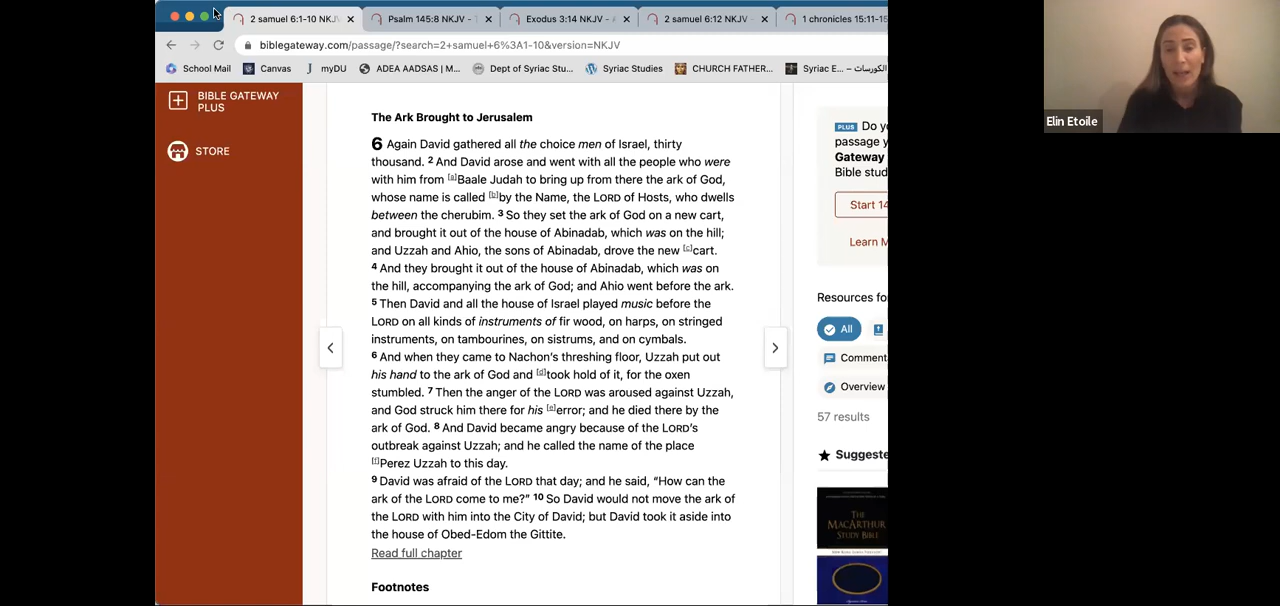 2 samuel 6:1-10 NKJV
Psalm 145:8 NKJV -
Exodus 3:14 NKJV -
2 samuel 6:12 NKJV -
1 chronicles 15:11-15
biblegateway.com/passage/?search=2+samuel+6%3A1-10&version=NKJV
School Mail
Canvas
myDU
ADEA AADSAS | M...
Dept of Syriac Stu...
Syriac Studies
CHURCH FATHER...
Syriac E... – الكورسات
BIBLE GATEWAY
PLUS
STORE
The Ark Brought to Jerusalem
6 Again David gathered all the choice men of Israel, thirty
thousand. 2 And David arose and went with all the people who were
with him from [a]Baale Judah to bring up from there the ark of God,
whose name is called [b]by the Name, the LORD of Hosts, who dwells
between the cherubim. 3 So they set the ark of God on a new cart,
and brought it out of the house of Abinadab, which was on the hill;
and Uzzah and Ahio, the sons of Abinadab, drove the new [c]cart.
4 And they brought it out of the house of Abinadab, which was on
the hill, accompanying the ark of God; and Ahio went before the ark.
5 Then David and all the house of Israel played music before the
LORD on all kinds of instruments of fir wood, on harps, on stringed
instruments, on tambourines, on sistrums, and on cymbals.
6 And when they came to Nachon's threshing floor, Uzzah put out
his hand to the ark of God and [d]took hold of it, for the oxen
stumbled. 7 Then the anger of the LORD was aroused against Uzzah,
and God struck him there for his [e]error; and he died there by the
ark of God. 8 And David became angry because of the LORD's
outbreak against Uzzah; and he called the name of the place
[f]Perez Uzzah to this day.
9 David was afraid of the LORD that day; and he said, "How can the
ark of the LORD come to me?" 10 So David would not move the ark of
the LORD with him into the City of David; but David took it aside into
the house of Obed-Edom the Gittite.
Read full chapter
Footnotes
PLUS Do yo
passage y
Gateway
Bible stud
Start 14
Learn M
Resources fo
All
Comment
Overview
57 results
Suggeste
THE
MACARTHUR
STUDY BIBLE
Elin Etoile